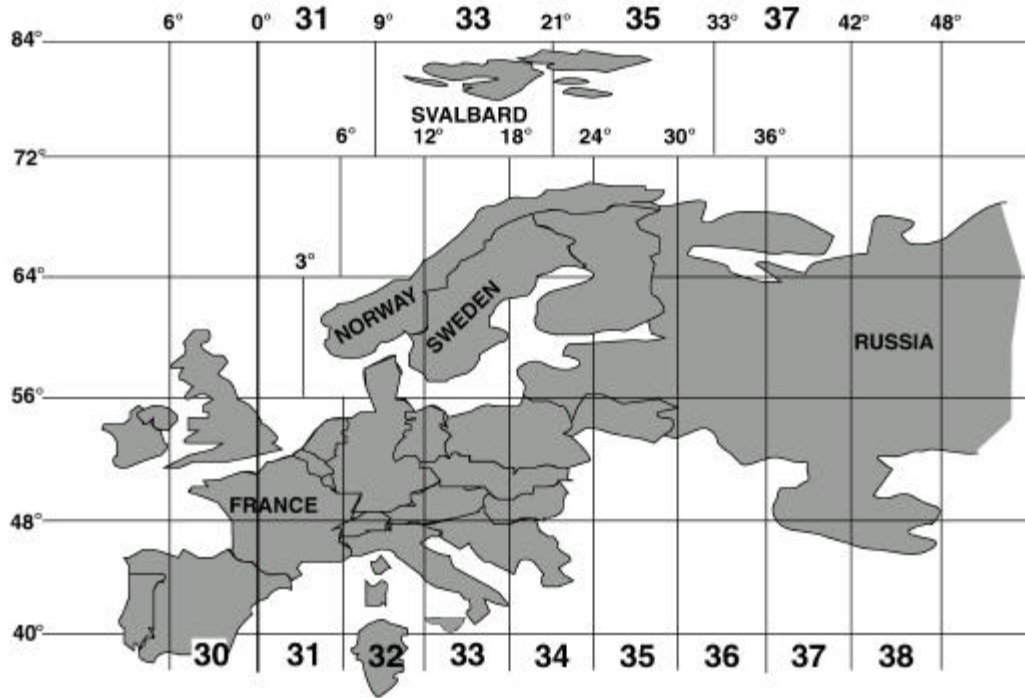 6° 0° 31 9° 33 21° 35 33° 37 42° 48°
84°
SVALBARD
6° 12° 18° 24° 30° 36°
72°
3°
64°
NORWAY
SWEDEN
RUSSIA
56°
FRANCE
48°
40°
30 31 32 33 34 35 36 37 38